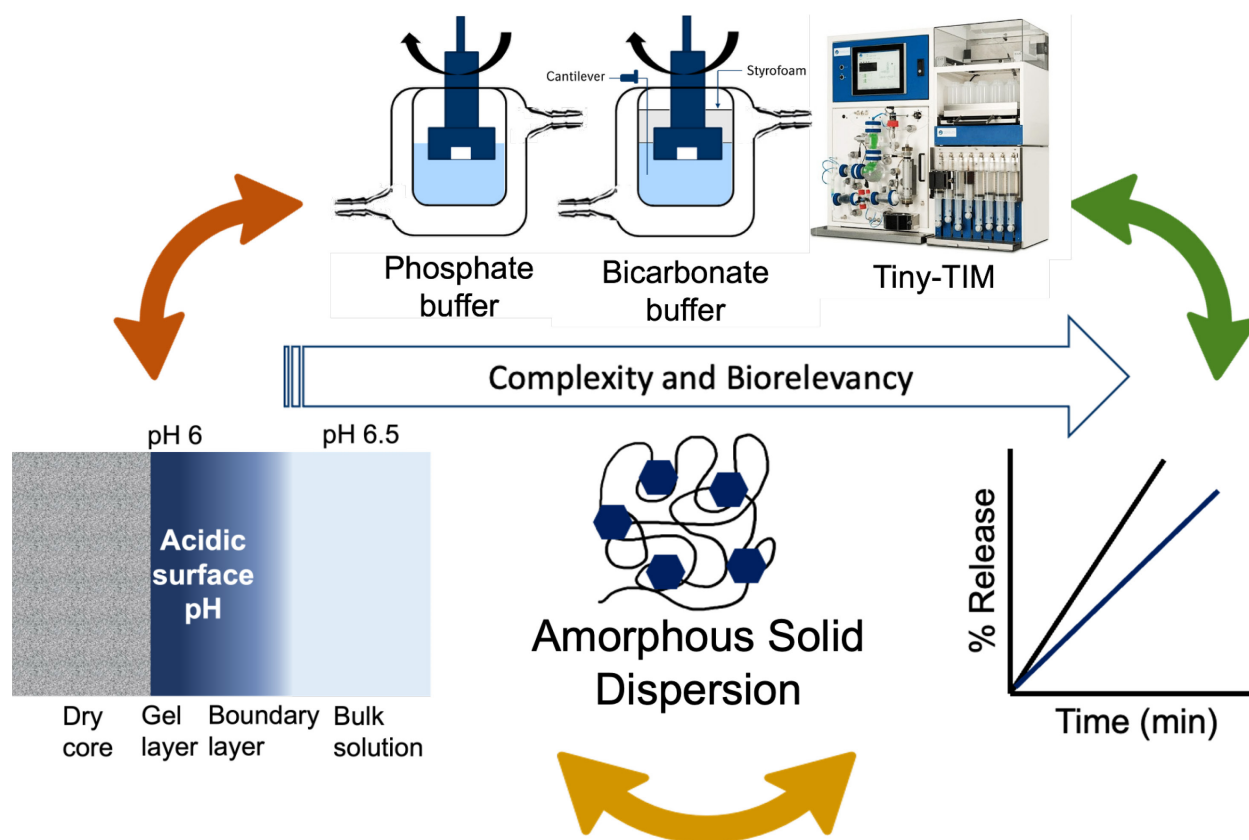 Cantilever
Styrofoam
Phosphate
buffer
Bicarbonate
buffer
Tiny-TIM
Complexity and Biorelevancy
pH 6
pH 6.5
Acidic
surface
pH
Dry
core
Gel
layer
Boundary
layer
Bulk
solution
Amorphous Solid
Dispersion
% Release
Time (min)